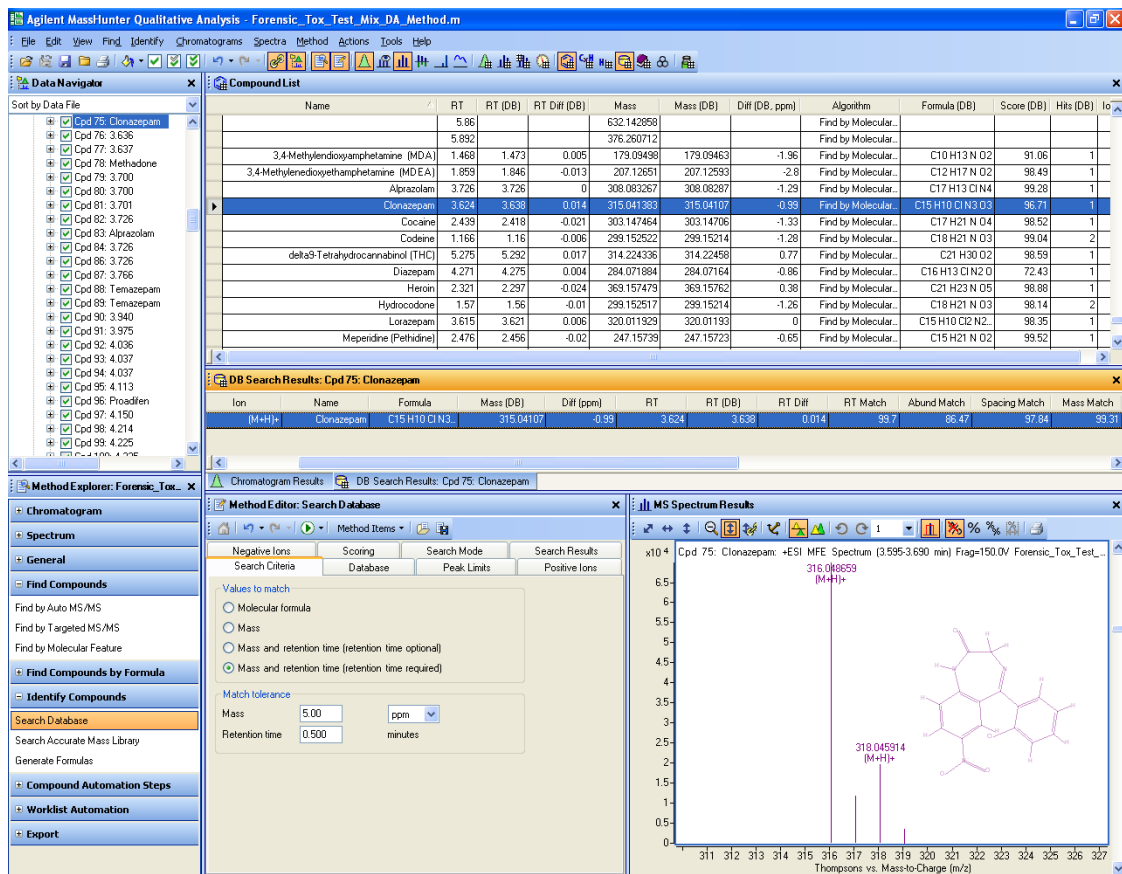 Agilent MassHunter Qualitative Analysis - Forensic_Tox_Test_Mix_DA_Method.m
File Edit View Find Identify Chromatograms Spectra Method Actions Tools Help
Data Navigator
Sort by Data File
Cpd 75: Clonazepam
Cpd 76: 3.636
Cpd 77: 3.637
Cpd 78: Methadone
Cpd 79: 3.700
Cpd 80: 3.700
Cpd 81: 3.701
Cpd 82: 3.726
Cpd 83: Alprazolam
Cpd 84: 3.726
Cpd 86: 3.726
Cpd 87: 3.766
Cpd 88: Temazepam
Cpd 89: Temazepam
Cpd 90: 3.940
Cpd 91: 3.975
Cpd 92: 4.036
Cpd 93: 4.037
Cpd 94: 4.037
Cpd 95: 4.113
Cpd 96: Proadifen
Cpd 97: 4.150
Cpd 98: 4.214
Cpd 99: 4.225
Compound List
Name RT RT (DB) RT Diff (DB) Mass Mass (DB) Diff (DB, ppm) Algorithm Formula (DB) Score (DB) Hits (DB) Io
5.86 632.142858 Find by Molecular...
5.892 376.260712 Find by Molecular...
3,4-Methylendioxyamphetamine (MDA) 1.468 1.473 0.005 179.09498 179.09463 -1.96 Find by Molecular... C10 H13 N O2 91.06 1
3,4-Methylenedioxyethamphetamine (MDEA) 1.859 1.846 -0.013 207.12651 207.12593 -2.8 Find by Molecular... C12 H17 N O2 98.49 1
Alprazolam 3.726 3.726 0 308.083267 308.08287 -1.29 Find by Molecular... C17 H13 Cl N4 99.28 1
Clonazepam 3.624 3.638 0.014 315.041383 315.04107 -0.99 Find by Molecular... C15 H10 Cl N3 O3 96.71 1
Cocaine 2.439 2.418 -0.021 303.147464 303.14706 -1.33 Find by Molecular... C17 H21 N O4 98.52 1
Codeine 1.166 1.16 -0.006 299.152522 299.15214 -1.28 Find by Molecular... C18 H21 N O3 99.04 2
delta9-Tetrahydrocannabinol (THC) 5.275 5.292 0.017 314.224336 314.22458 0.77 Find by Molecular... C21 H30 O2 98.59 1
Diazepam 4.271 4.275 0.004 284.071884 284.07164 -0.86 Find by Molecular... C16 H13 Cl N2 O 72.43 1
Heroin 2.321 2.297 -0.024 369.157479 369.15762 0.38 Find by Molecular... C21 H23 N O5 98.88 1
Hydrocodone 1.57 1.56 -0.01 299.152517 299.15214 -1.26 Find by Molecular... C18 H21 N O3 98.14 2
Lorazepam 3.615 3.621 0.006 320.011929 320.01193 0 Find by Molecular... C15 H10 Cl2 N2... 98.35 1
Meperidine (Pethidine) 2.476 2.456 -0.02 247.15739 247.15723 -0.65 Find by Molecular... C15 H21 N O2 99.52 1
DB Search Results: Cpd 75: Clonazepam
Ion Name Formula Mass (DB) Diff (ppm) RT RT (DB) RT Diff RT Match Abund Match Spacing Match Mass Match
(M+H)+ Clonazepam C15 H10 Cl N3... 315.04107 -0.99 3.624 3.638 0.014 99.7 86.47 97.84 99.31
Chromatogram Results DB Search Results: Cpd 75: Clonazepam
Method Explorer: Forensic_Tox_...
Chromatogram
Spectrum
General
Find Compounds
Find by Auto MS/MS
Find by Targeted MS/MS
Find by Molecular Feature
Find Compounds by Formula
Identify Compounds
Search Database
Search Accurate Mass Library
Generate Formulas
Compound Automation Steps
Worklist Automation
Export
Method Editor: Search Database
Method Items
Negative Ions Scoring Search Mode Search Results
Search Criteria Database Peak Limits Positive Ions
Values to match
Molecular formula
Mass
Mass and retention time (retention time optional)
Mass and retention time (retention time required)
Match tolerance
Mass 5.00 ppm
Retention time 0.500 minutes
MS Spectrum Results
1
x10 4 Cpd 75: Clonazepam: +ESI MFE Spectrum (3.595-3.690 min) Frag=150.0V Forensic_Tox_Test_...
316.048659
(M+H)+
6.5
6
5.5
5
4.5
4
3.5
3
2.5
2
1.5
1
0.5
0
318.045914
(M+H)+
311 312 313 314 315 316 317 318 319 320 321 322 323 324 325 326 327
Thompsons vs. Mass-to-Charge (m/z)